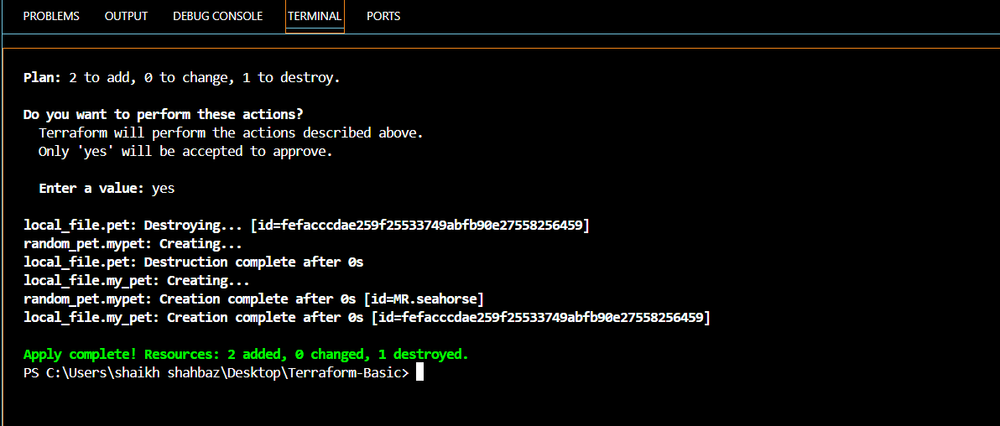 PROBLEMS OUTPUT DEBUG CONSOLE TERMINAL PORTS
Plan: 2 to add, 0 to change, 1 to destroy.
Do you want to perform these actions?
Terraform will perform the actions described above.
Only 'yes' will be accepted to approve.
Enter a value: yes
local_file.pet: Destroying... [id=fefacccdae259f25533749abfb90e27558256459]
random_pet.mypet: Creating...
local_file.pet: Destruction complete after 0s
local_file.my_pet: Creating...
random_pet.mypet: Creation complete after 0s [id=MR.seahorse]
local_file.my_pet: Creation complete after 0s [id=fefacccdae259f25533749abfb90e27558256459]
Apply complete! Resources: 2 added, 0 changed, 1 destroyed.
PS C:\Users\shaikh shahbaz\Desktop\Terraform-Basic>